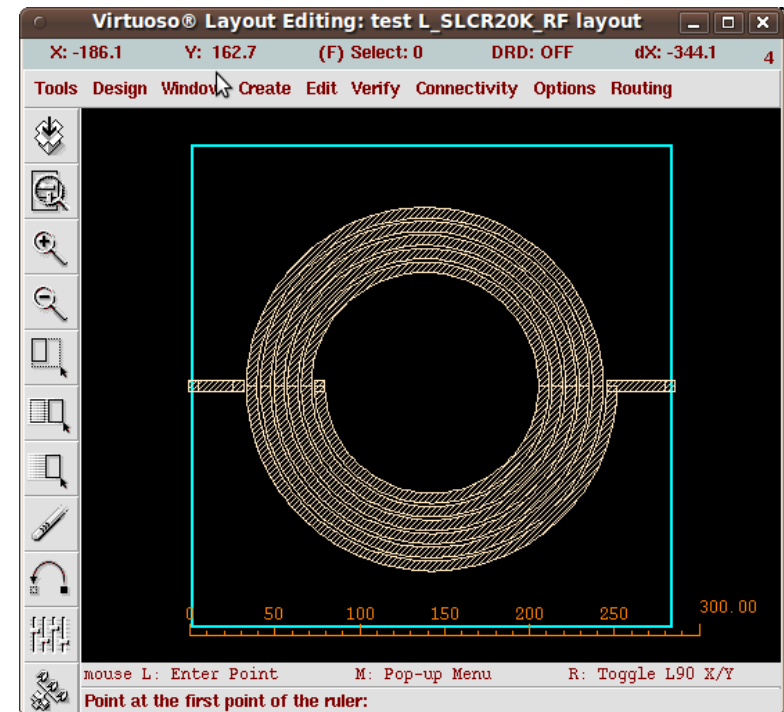 Virtuoso® Layout Editing: test L_SLCR20K_RF layout
X: -186.1 Y: 162.7 (F) Select: 0 DRD: OFF dX: -344.1 4
Tools Design Window Create Edit Verify Connectivity Options Routing
0 50 100 150 200 250 300.00
mouse L: Enter Point M: Pop-up Menu R: Toggle L90 X/Y
Point at the first point of the ruler: